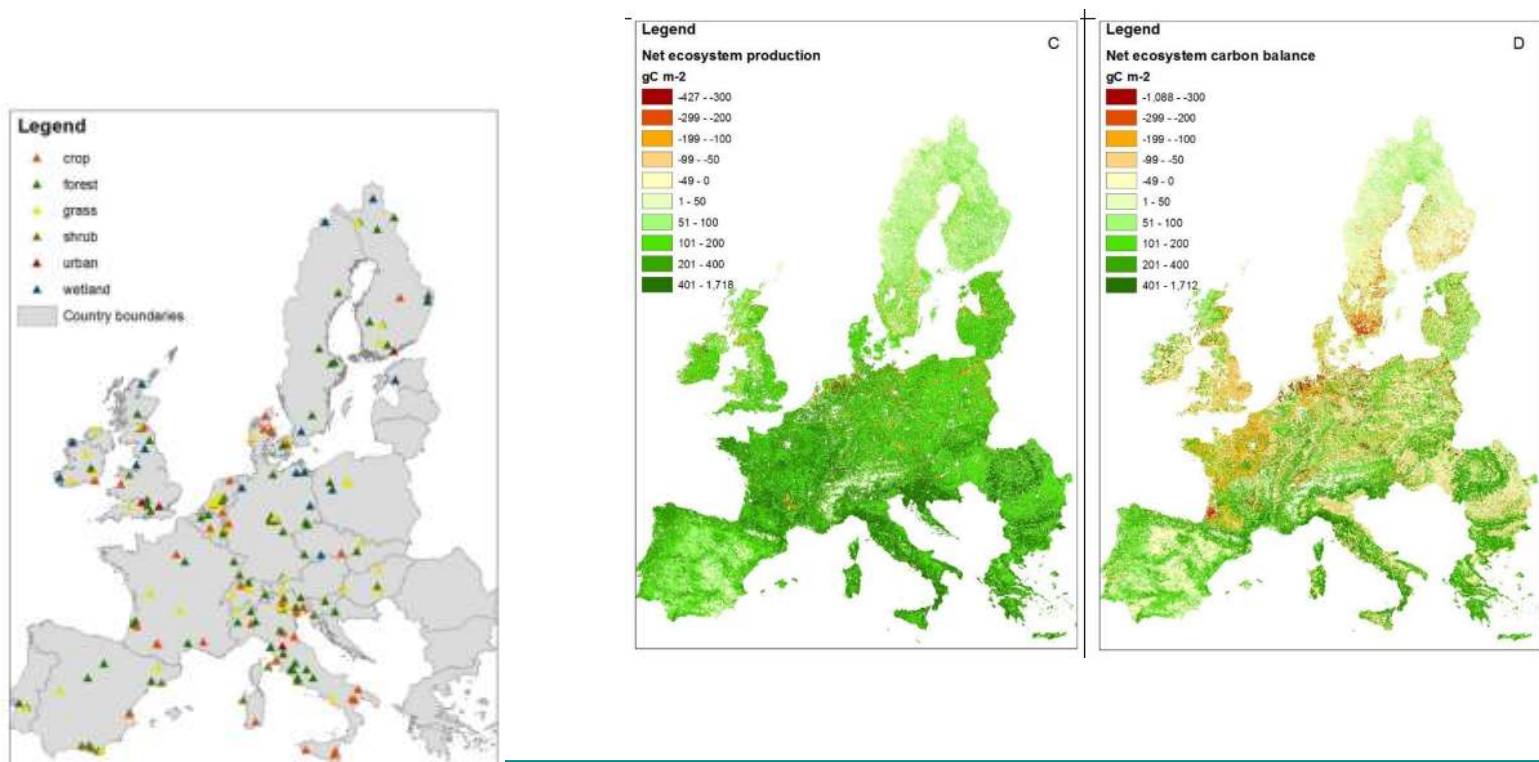 Legend
crop
forest
grass
shrub
urban
wetland
Country boundaries
Legend
C
Net ecosystem production
gC m-2
-427 - -300
-299 - -200
-199 - -100
-99 - -50
-49 - 0
1 - 50
51 - 100
101 - 200
201 - 400
401 - 1,718
Legend
D
Net ecosystem carbon balance
gC m-2
-1,088 - -300
-299 - -200
-199 - -100
-99 - -50
-49 - 0
1 - 50
51 - 100
101 - 200
201 - 400
401 - 1,712